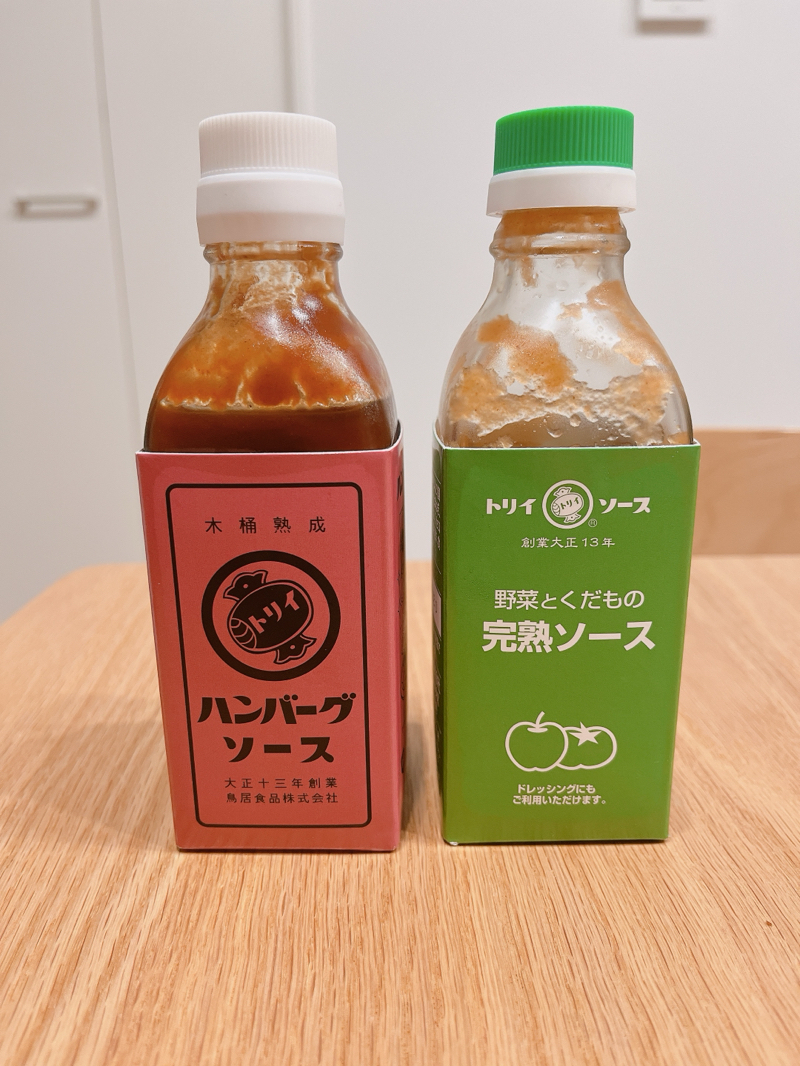 木桶熟成
トリイ
ハンバーグ
ソース
大正十三年創業
鳥居食品株式会社
トリイ トリイ ソース
®
創業大正13年
野菜とくだもの
完熟ソース
ドレッシングにも
ご利用いただけます。